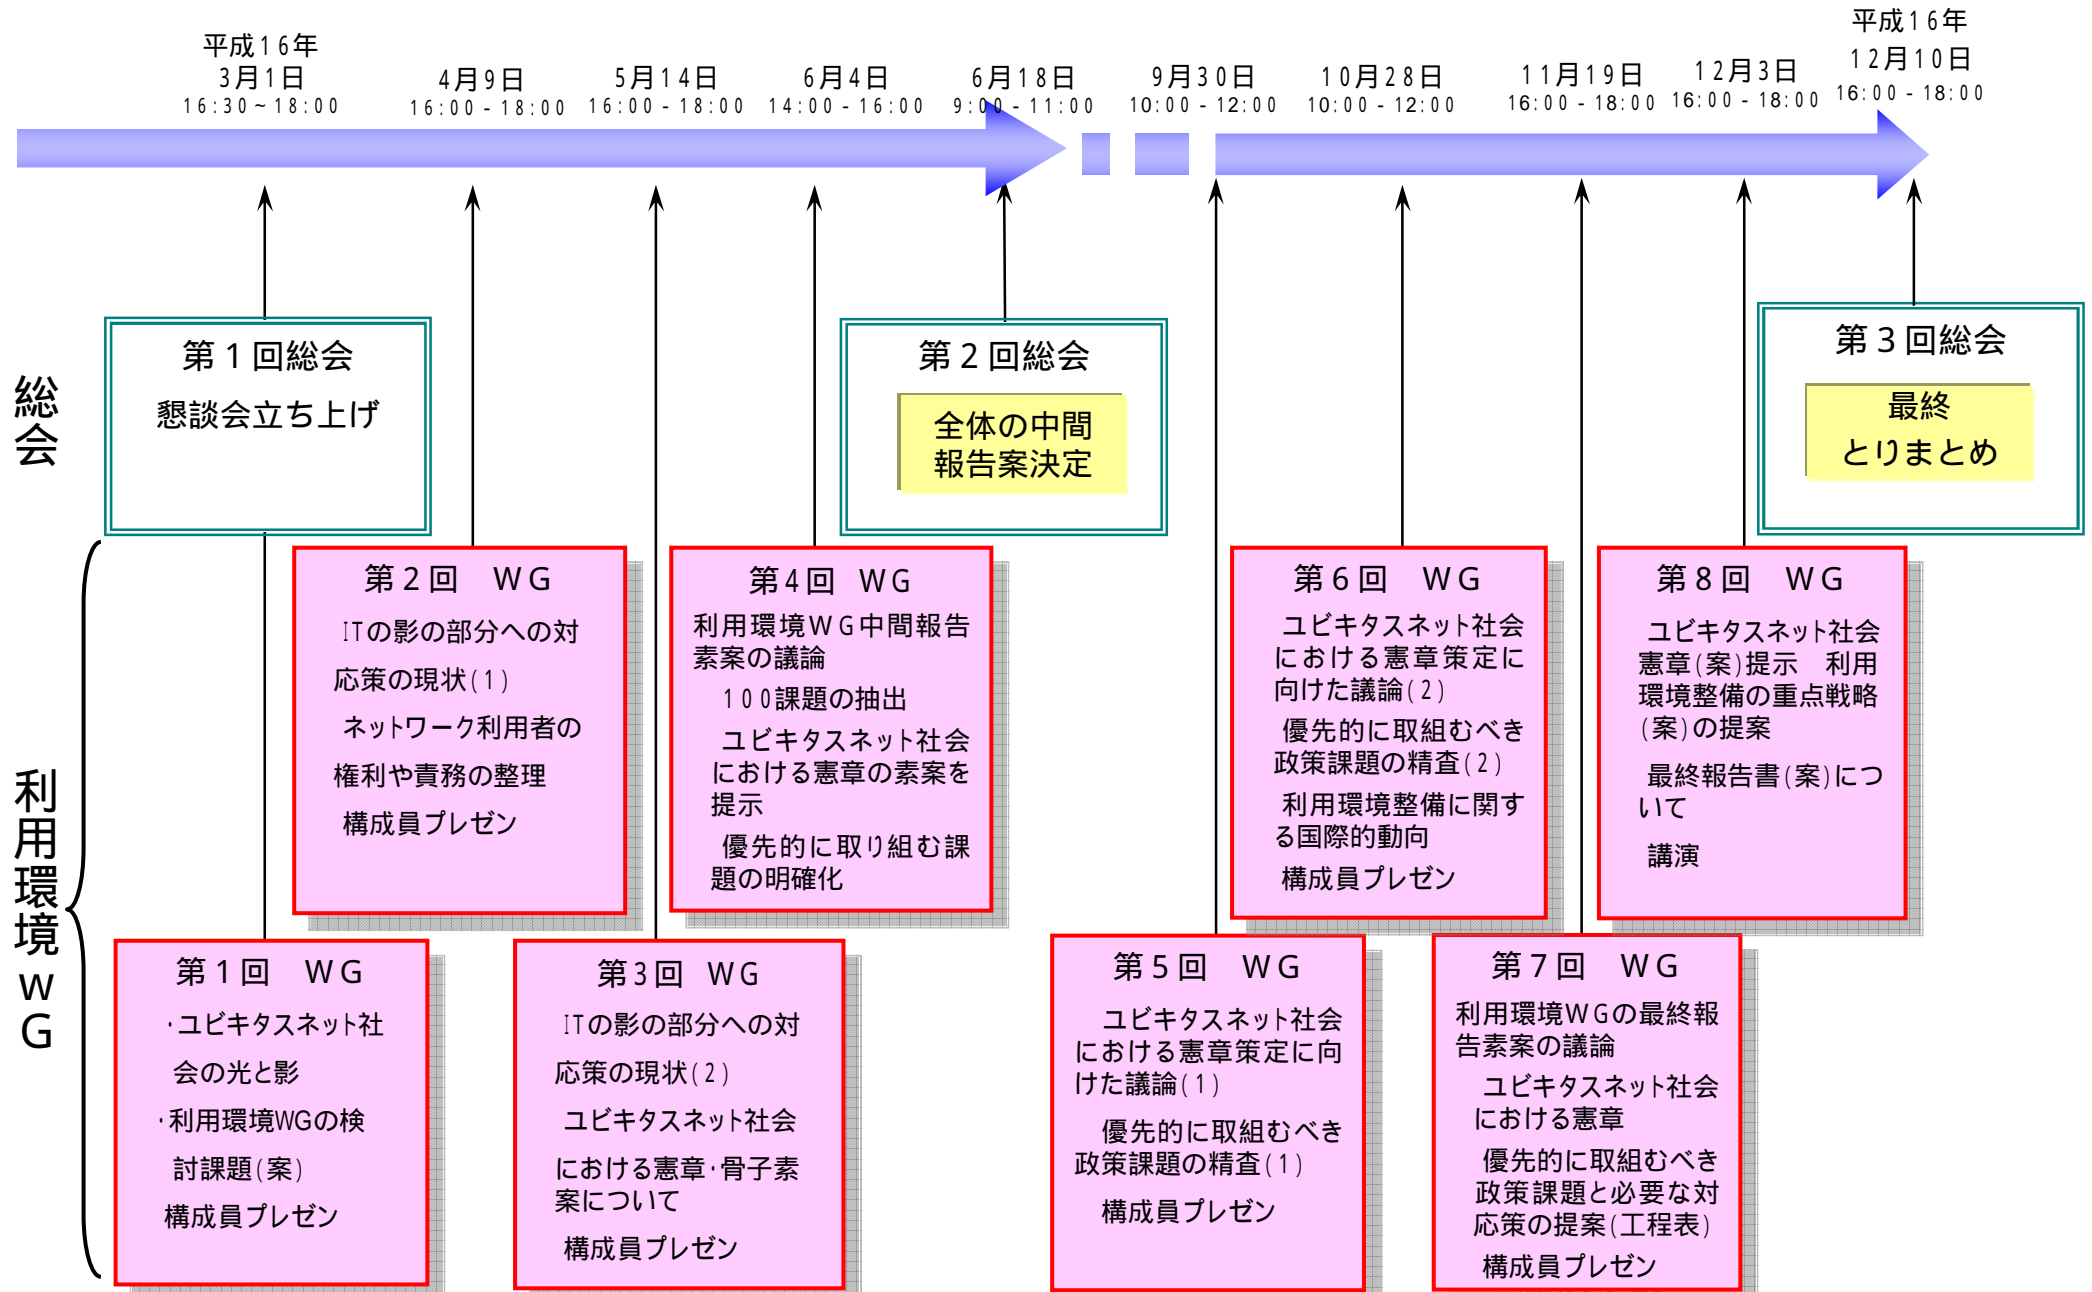 平成16年
3月1日
16:30~18:00
4月9日
16:00-18:00
5月14日
16:00-18:00
6月4日
14:00-16:00
6月18日
9:00-11:00
9月30日
10:00-12:00
10月28日
10:00-12:00
11月19日
16:00-18:00
12月3日
16:00-18:00
平成16年
12月10日
16:00-18:00
総会
第1回総会
懇談会立ち上げ
第2回総会
全体の中間
報告案決定
第3回総会
最終
とりまとめ
利用環境WG
第1回 WG
・ユビキタスネット社
会の光と影
・利用環境WGの検
討課題(案)
構成員プレゼン
第2回 WG
ITの影の部分への対
応策の現状(1)
ネットワーク利用者の
権利や責務の整理
構成員プレゼン
第3回 WG
ITの影の部分への対
応策の現状(2)
ユビキタスネット社会
における憲章・骨子素
案について
構成員プレゼン
第4回 WG
利用環境WG中間報告
素案の議論
100課題の抽出
ユビキタスネット社会
における憲章の素案を
提示
優先的に取り組む課
題の明確化
第5回 WG
ユビキタスネット社会
における憲章策定に向
けた議論(1)
優先的に取組むべき
政策課題の精査(1)
構成員プレゼン
第6回 WG
ユビキタスネット社会
における憲章策定に
向けた議論(2)
優先的に取組むべき
政策課題の精査(2)
利用環境整備に関す
る国際的動向
構成員プレゼン
第7回 WG
利用環境WGの最終報
告素案の議論
ユビキタスネット社会
における憲章
優先的に取組むべき
政策課題と必要な対
応策の提案(工程表)
構成員プレゼン
第8回 WG
ユビキタスネット社会
憲章(案)提示 利用
環境整備の重点戦略
(案)の提案
最終報告書(案)につ
いて
講演